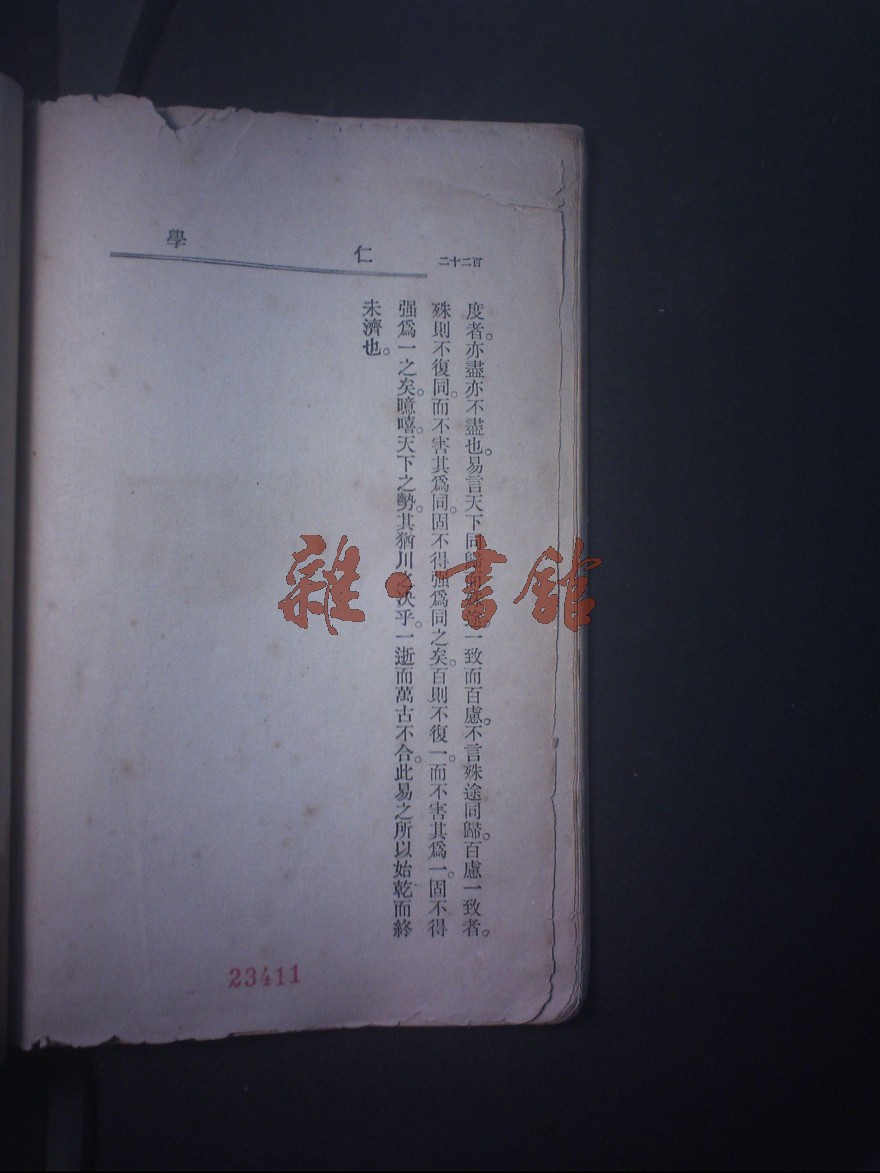 百二十二
仁學
度者。亦盡亦不盡也。易言天下同歸途一致而百慮。不言殊途同歸。百慮一致者。
殊則不復同。而不害其爲同。固不得强爲同之矣。百則不復一。而不害其爲一。固不得
强爲一之矣。噫嘻。天下之勢。其猶川之決乎。一逝而萬古不合。此易之所以始乾而終
未濟也。
雜·書館
23411